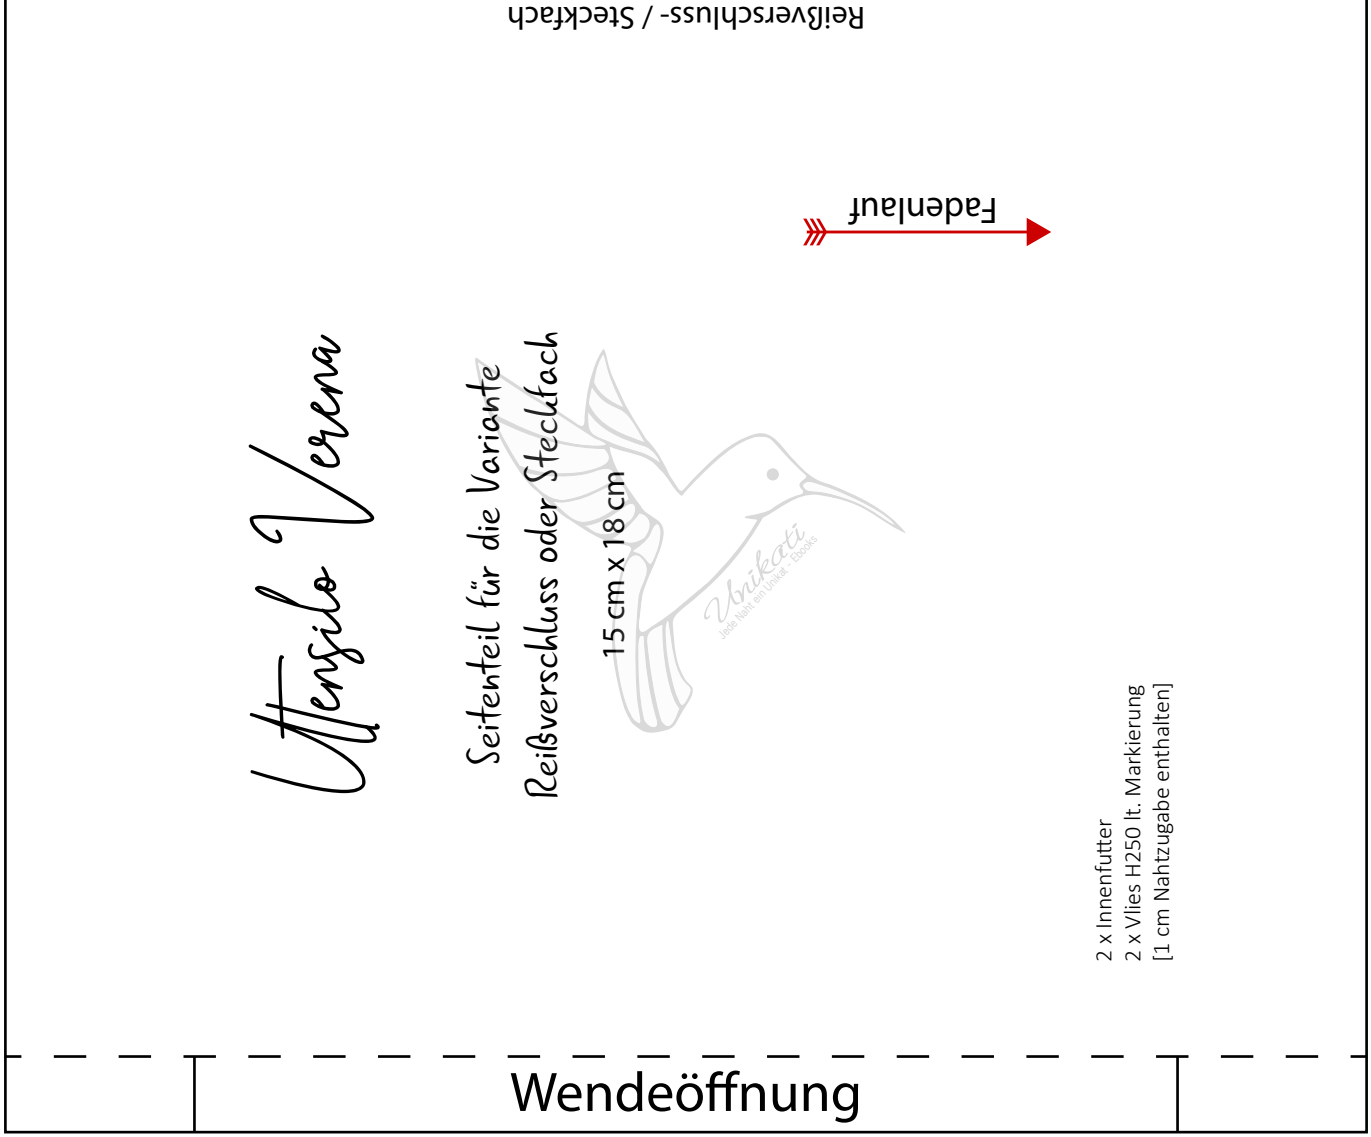 Reißverschluss- / Steckfach
Fadenlauf
Utensilo Verena
Seitenteil für die Variante
Reißverschluss oder Steckfach
15 cm x 18 cm
Unikati
Jede Naht ein Unikat - Ebooks
2 x Innenfutter
2 x Vlies H250 lt. Markierung
[1 cm Nahtzugabe enthalten]
Wendeöffnung